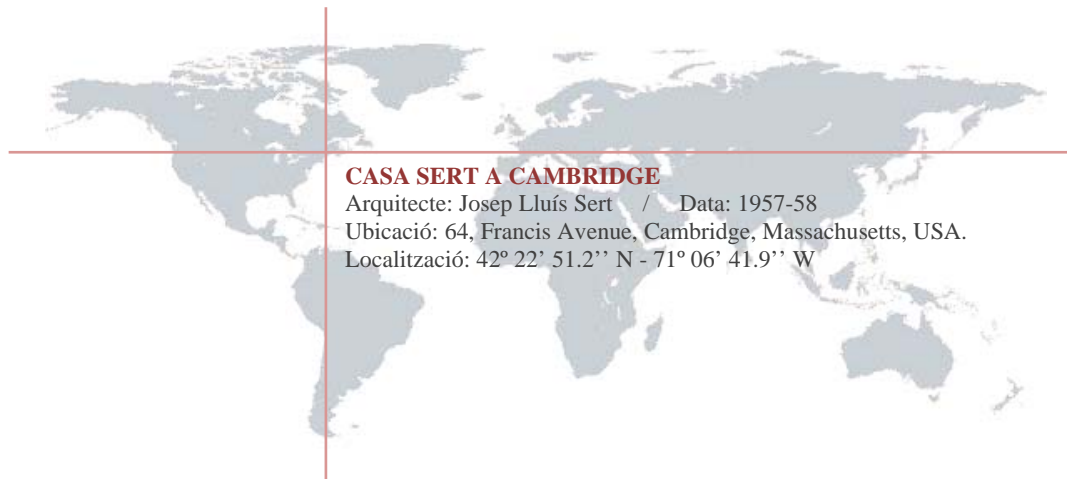 CASA SERT A CAMBRIDGE
Arquitecte: Josep Lluís Sert / Data: 1957-58
Ubicació: 64, Francis Avenue, Cambridge, Massachusetts, USA.
Localització: 42º 22’ 51.2’’ N - 71º 06’ 41.9’’ W